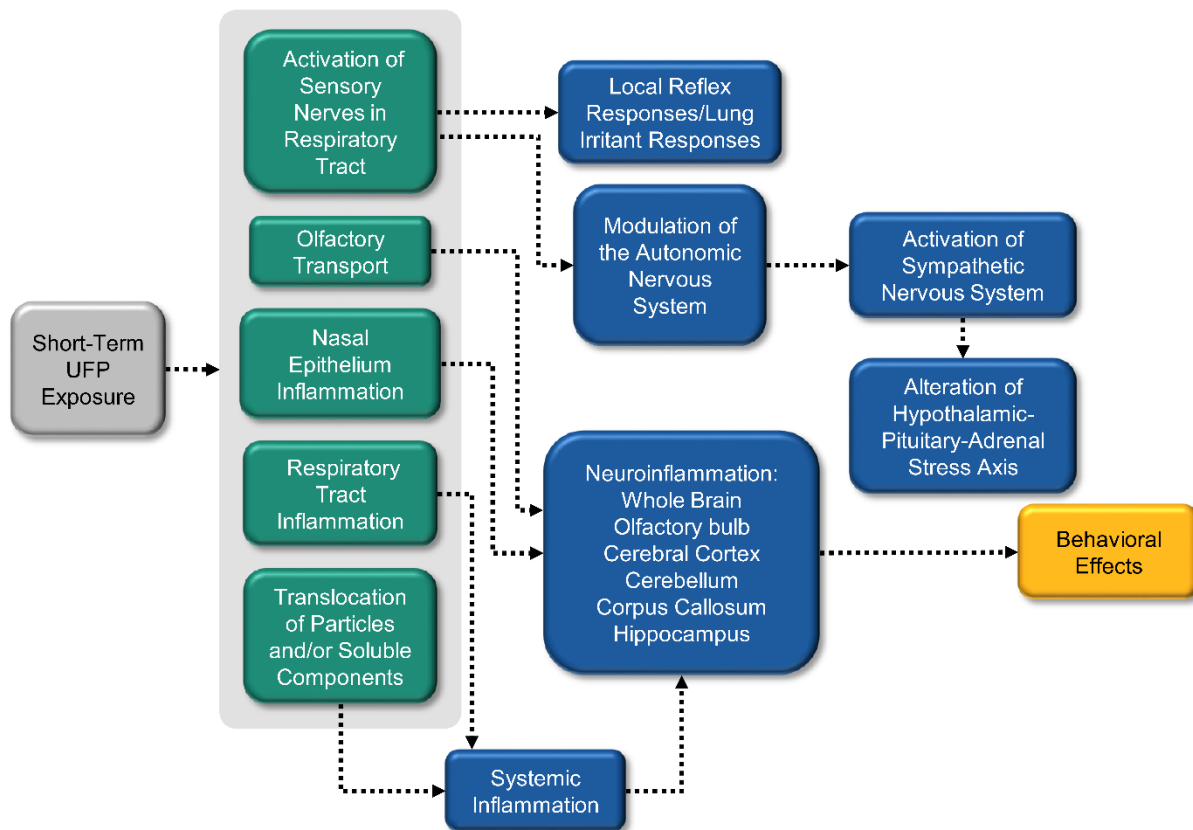 Short-Term
UFP
Exposure
Activation of
Sensory
Nerves in
Respiratory
Tract
Olfactory
Transport
Nasal
Epithelium
Inflammation
Respiratory
Tract
Inflammation
Translocation
of Particles
and/or Soluble
Components
Local Reflex
Responses/Lung
Irritant Responses
Modulation of
the Autonomic
Nervous
System
Activation of
Sympathetic
Nervous System
Alteration of
Hypothalamic-
Pituitary-Adrenal
Stress Axis
Neuroinflammation:
Whole Brain
Olfactory bulb
Cerebral Cortex
Cerebellum
Corpus Callosum
Hippocampus
Behavioral
Effects
Systemic
Inflammation